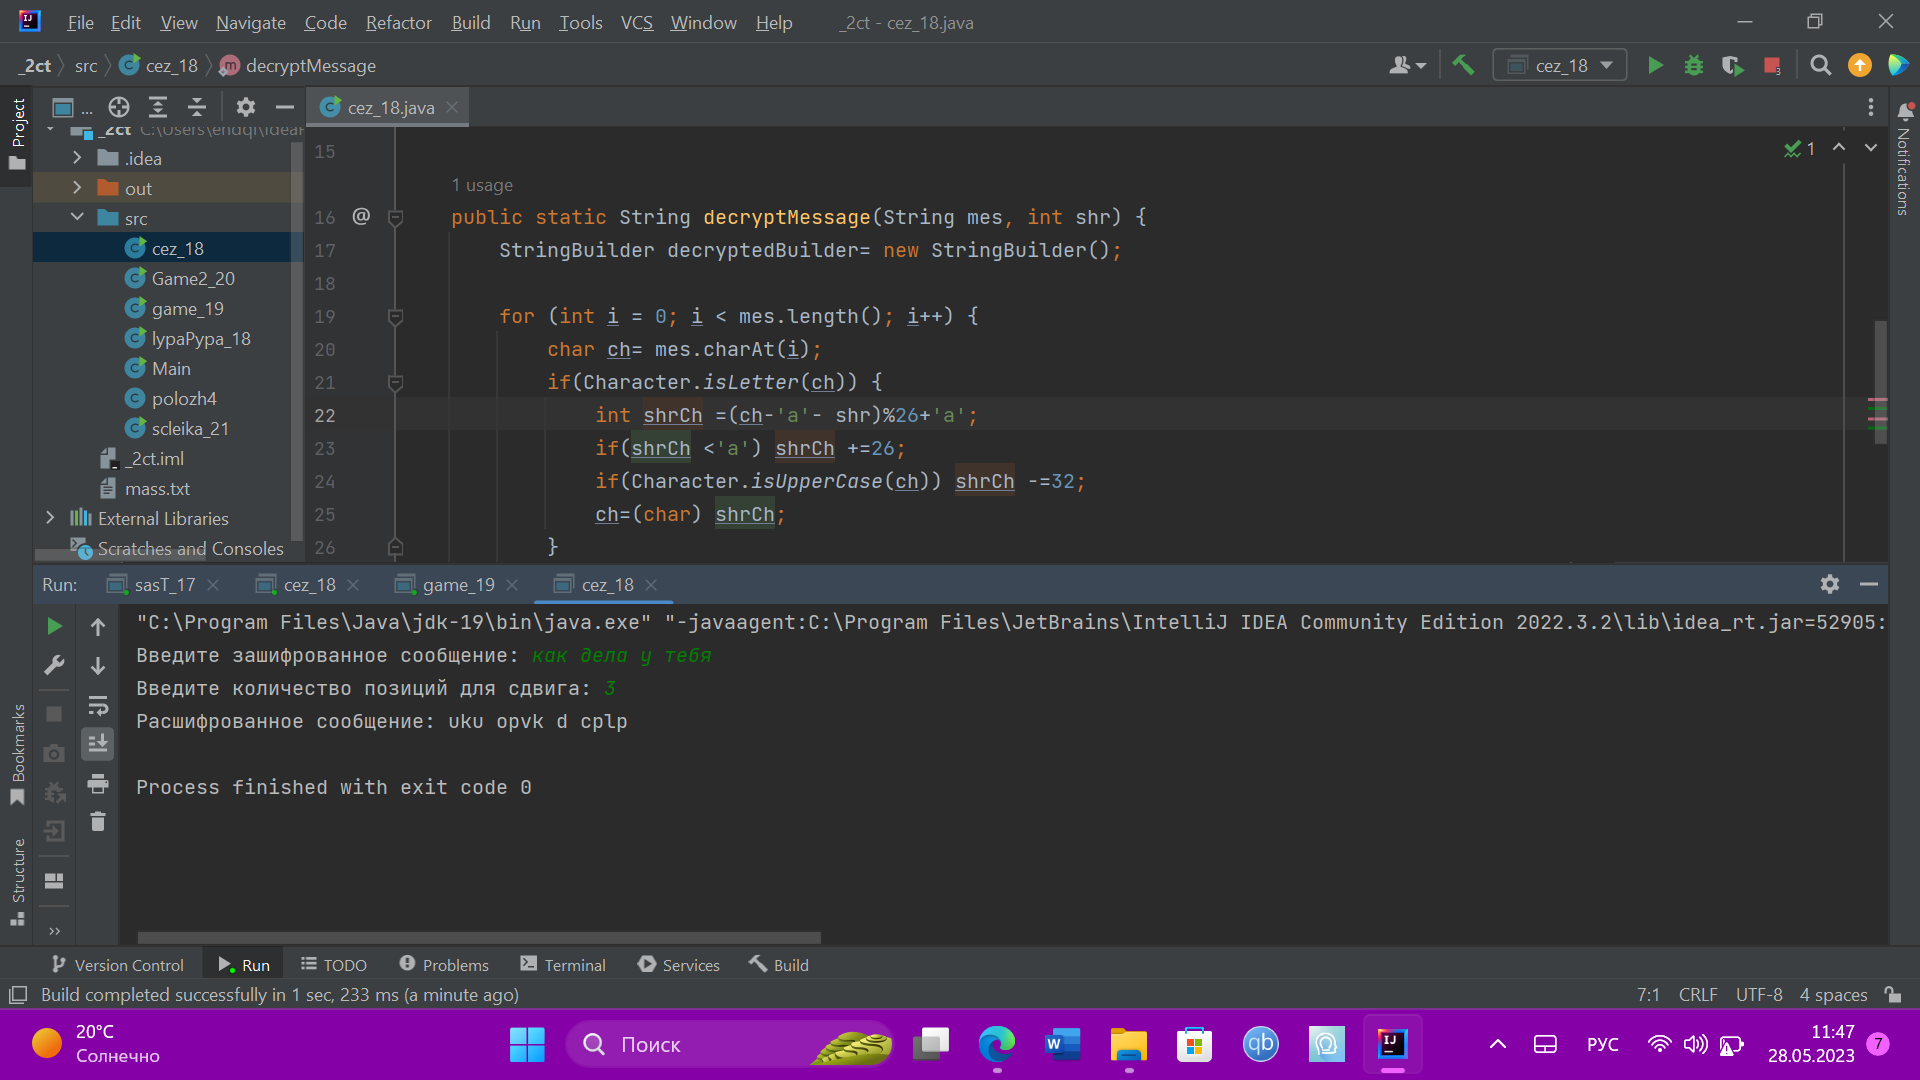 File Edit View Navigate Code Refactor Build Run Tools VCS Window Help _2ct - cez_18.java
_2ct src cez_18 decryptMessage cez_18
Project
...
cez_18.java
_2ct C:\Users\endqi\IdeaP
.idea
out
src
cez_18
Game2_20
game_19
lypaPypa_18
Main
polozh4
scleika_21
_2ct.iml
mass.txt
External Libraries
Scratches and Consoles
15
1 usage
16 @ public static String decryptMessage(String mes, int shr) {
17 StringBuilder decryptedBuilder= new StringBuilder();
18
19 for (int i = 0; i < mes.length(); i++) {
20 char ch= mes.charAt(i);
21 if(Character.isLetter(ch)) {
22 int shrCh =(ch-'a'- shr)%26+'a';
23 if(shrCh <'a') shrCh +=26;
24 if(Character.isUpperCase(ch)) shrCh -=32;
25 ch=(char) shrCh;
26 }
1
Notifications
Run: sasT_17 cez_18 game_19 cez_18
"C:\Program Files\Java\jdk-19\bin\java.exe" "-javaagent:C:\Program Files\JetBrains\IntelliJ IDEA Community Edition 2022.3.2\lib\idea_rt.jar=52905:
Введите зашифрованное сообщение: как дела у тебя
Введите количество позиций для сдвига: 3
Расшифрованное сообщение: uku opvk d cplp
Process finished with exit code 0
Bookmarks
Structure
Version Control Run TODO Problems Terminal Services Build
Build completed successfully in 1 sec, 233 ms (a minute ago)
7:1 CRLF UTF-8 4 spaces
20°C
Солнечно
Поиск
РУС
11:47
28.05.2023
7